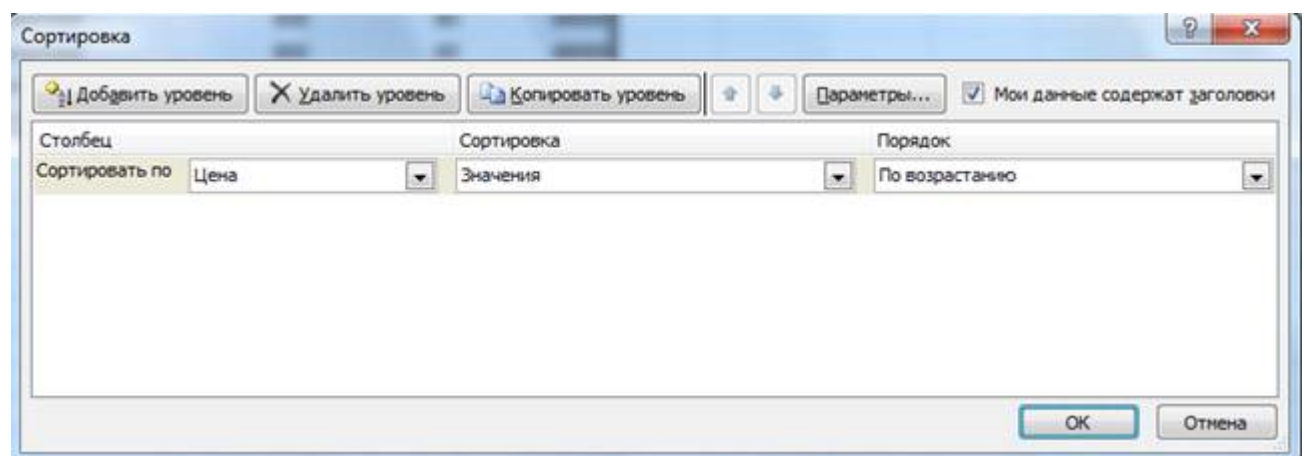 Сортировка
Добавить уровень Удалить уровень Копировать уровень Параметры... Мои данные содержат заголовки
Столбец Сортировка Порядок
Сортировать по Цена Значения По возрастанию
ОК Отмена